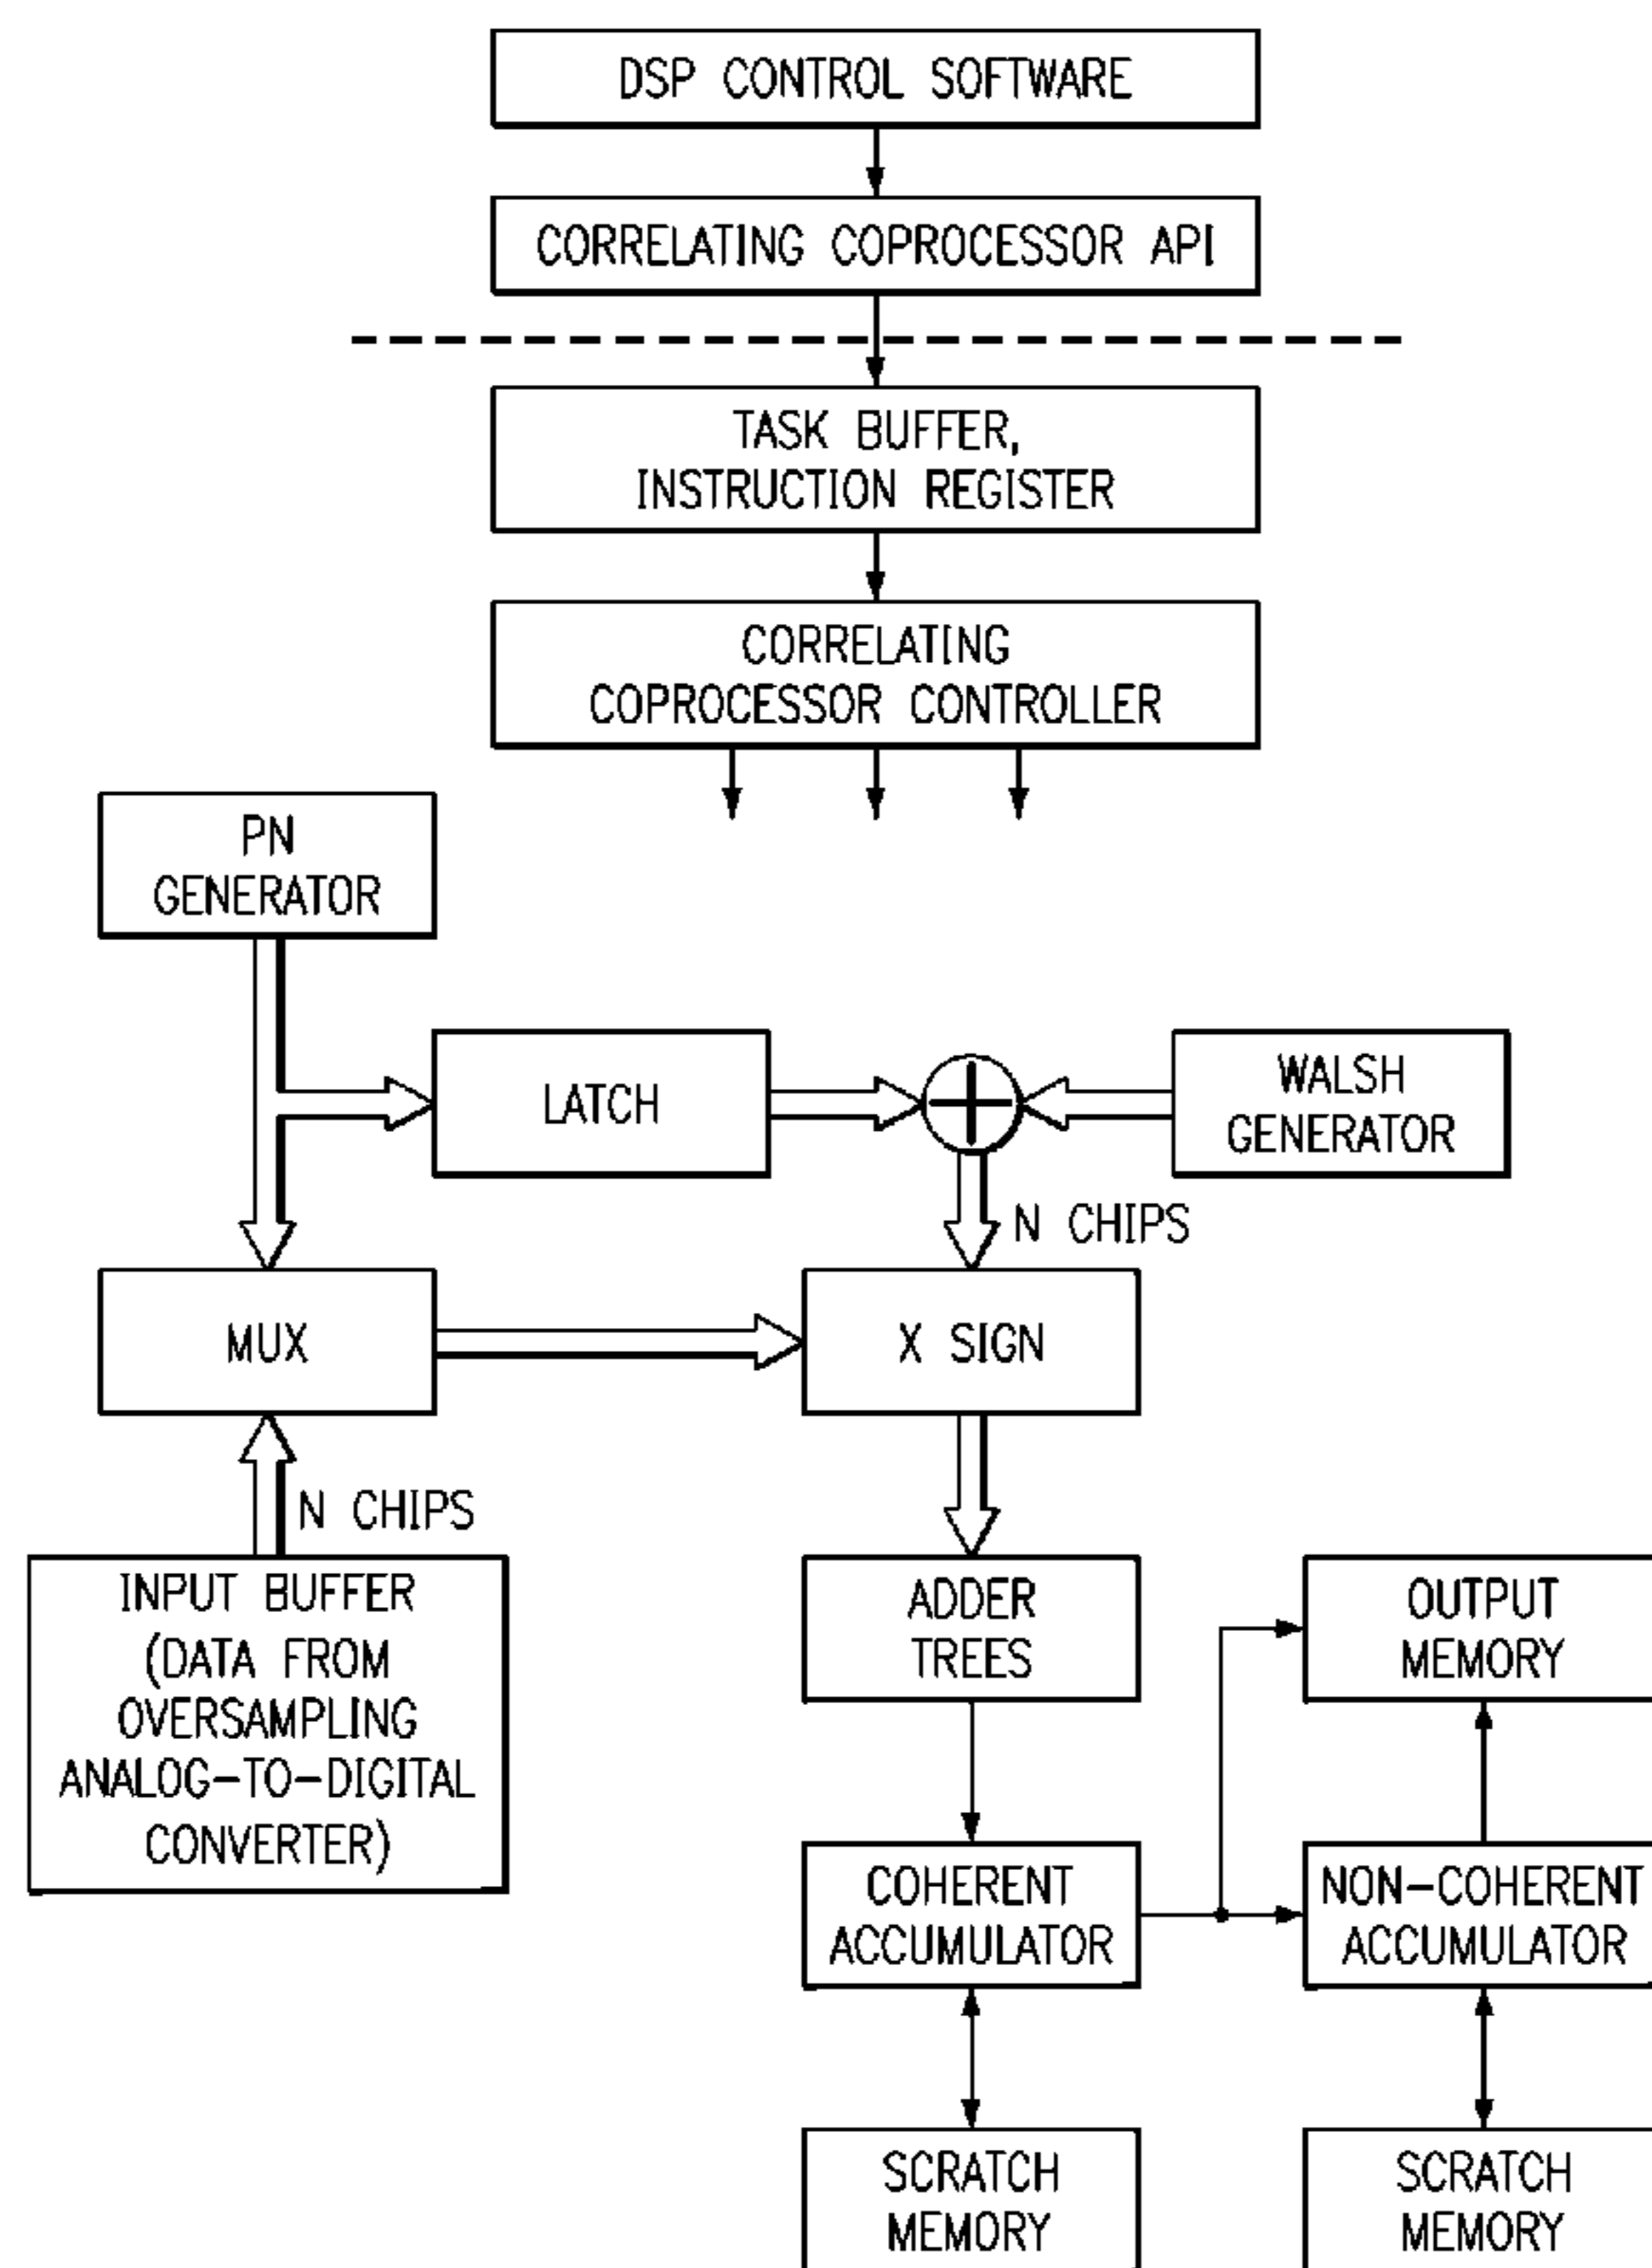 DSP CONTROL SOFTWARE
CORRELATING COPROCESSOR API
TASK BUFFER,
INSTRUCTION REGISTER
CORRELATING
COPROCESSOR CONTROLLER
PN
GENERATOR
LATCH
WALSH
GENERATOR
N CHIPS
MUX
X SIGN
N CHIPS
INPUT BUFFER
(DATA FROM
OVERSAMPLING
ANALOG-TO-DIGITAL
CONVERTER)
ADDER
TREES
OUTPUT
MEMORY
COHERENT
ACCUMULATOR
NON-COHERENT
ACCUMULATOR
SCRATCH
MEMORY
SCRATCH
MEMORY